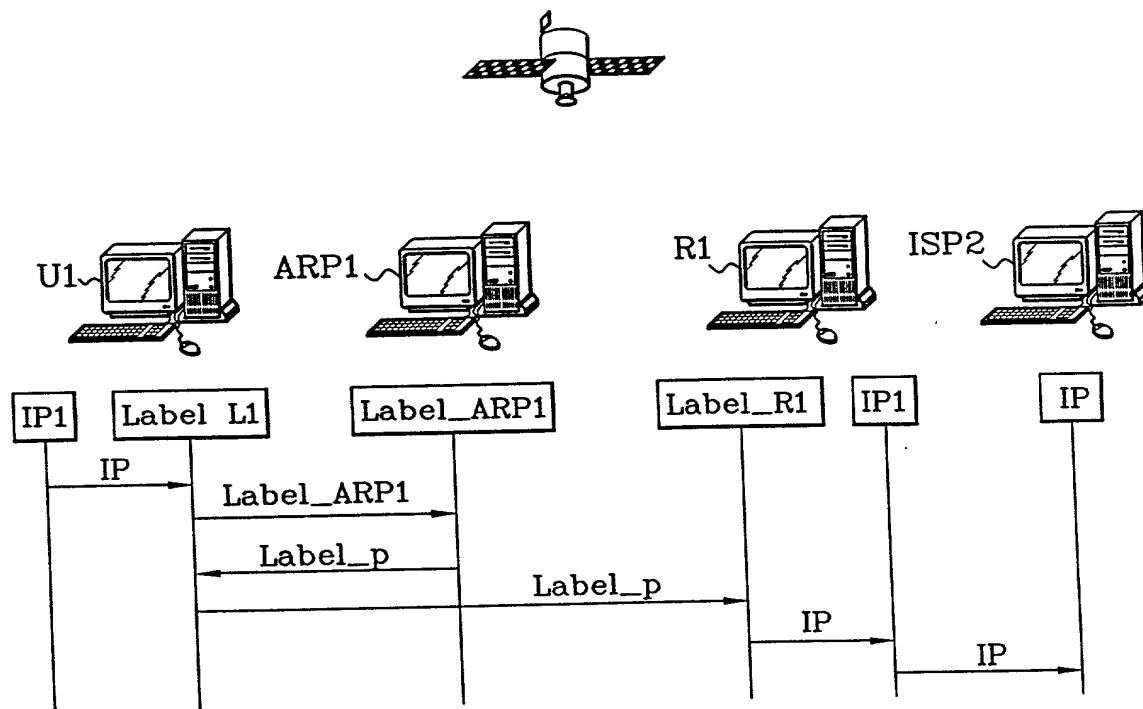 U1
ARP1
R1
ISP2
IP1
Label L1
Label_ARP1
Label_R1
IP1
IP
IP
Label_ARP1
Label_p
Label_p
IP
IP